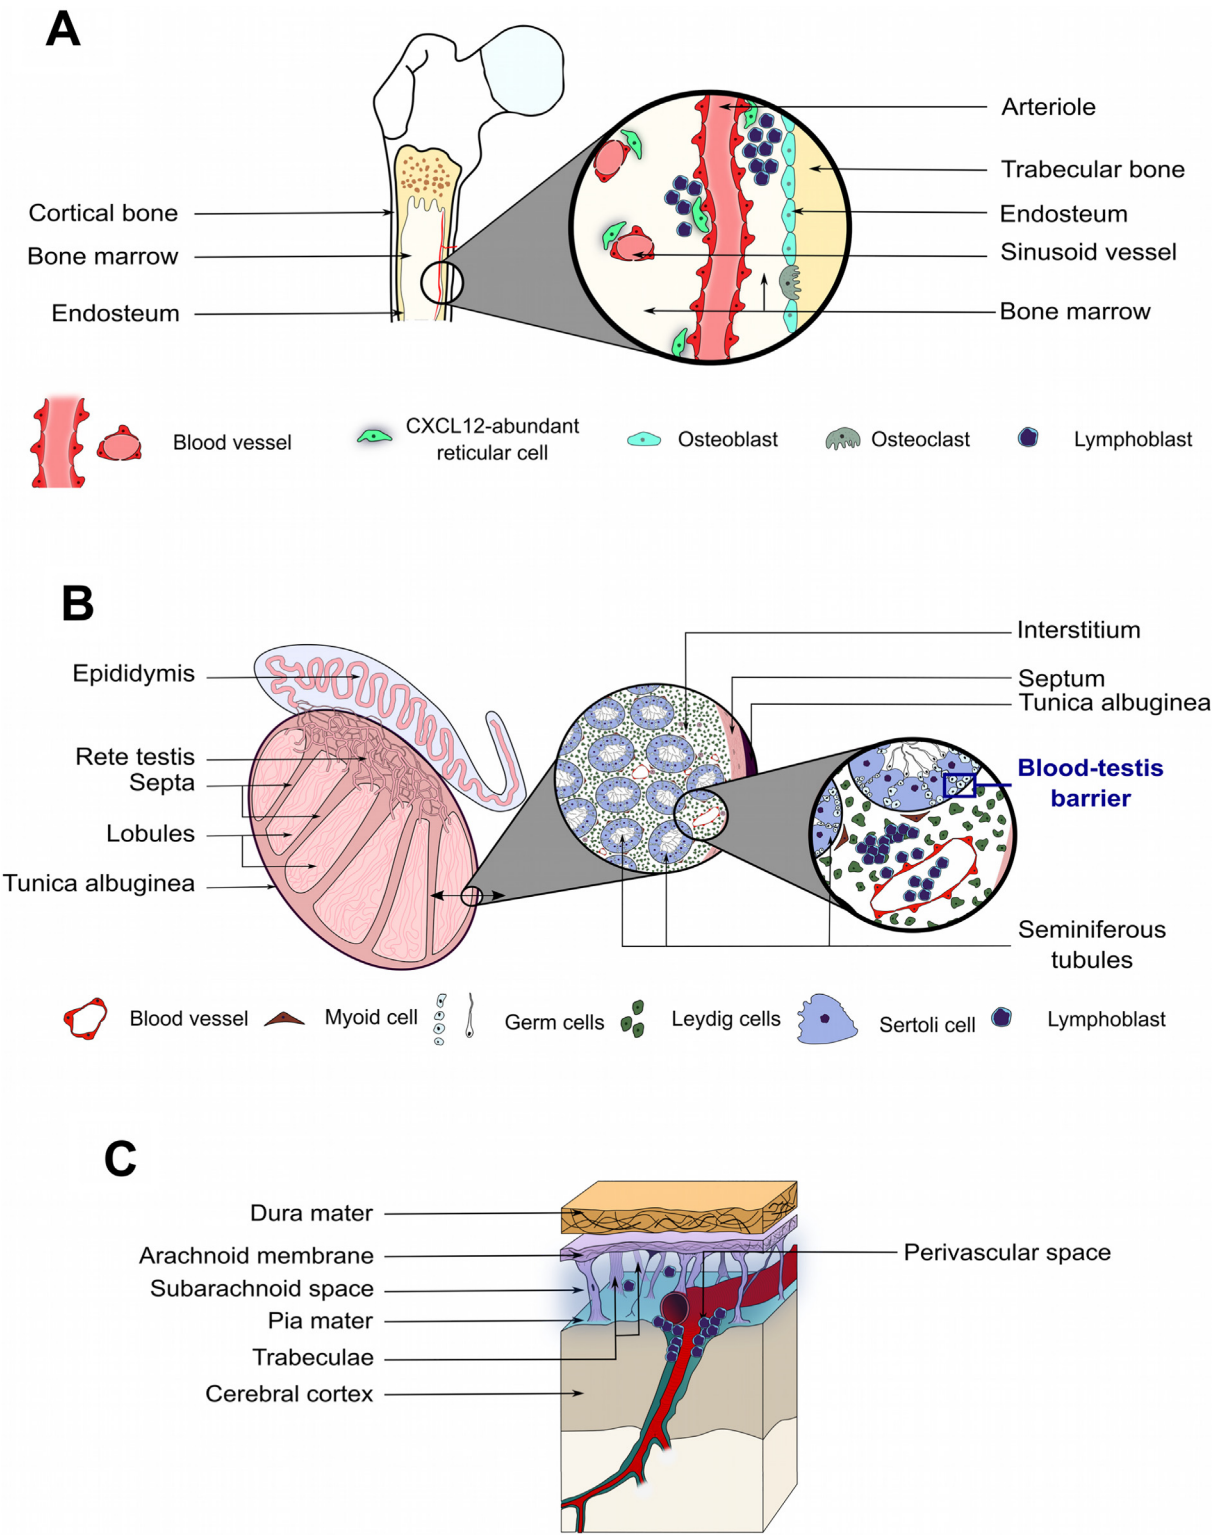 A
Arteriole
Trabecular bone
Cortical bone
Endosteum
Bone marrow
Sinusoid vessel
Endosteum
Bone marrow
Blood vessel
CXCL12-abundant
reticular cell
Osteoblast
Osteoclast
Lymphoblast
B
Interstitium
Epididymis
Septum
Tunica albuginea
Rete testis
Septa
Blood-testis
barrier
Lobules
Tunica albuginea
Seminiferous
tubules
Blood vessel
Myoid cell
Germ cells
Leydig cells
Sertoli cell
Lymphoblast
C
Dura mater
Arachnoid membrane
Perivascular space
Subarachnoid space
Pia mater
Trabeculae
Cerebral cortex